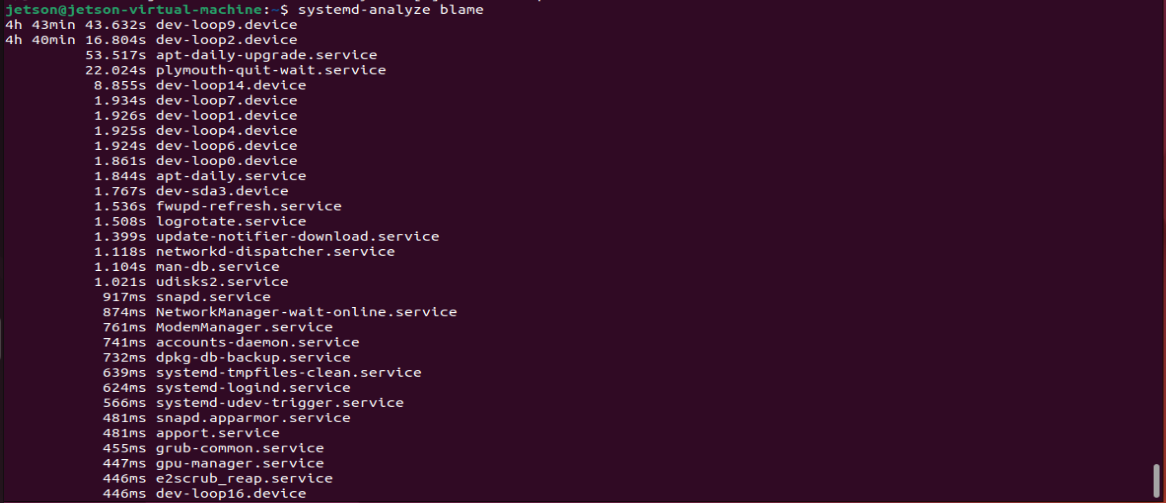 jetson@jetson-virtual-machine:~$ systemd-analyze blame
4h 43min 43.632s dev-loop9.device
4h 40min 16.804s dev-loop2.device
53.517s apt-daily-upgrade.service
22.024s plymouth-quit-wait.service
8.855s dev-loop14.device
1.934s dev-loop7.device
1.926s dev-loop1.device
1.925s dev-loop4.device
1.924s dev-loop6.device
1.861s dev-loop0.device
1.844s apt-daily.service
1.767s dev-sda3.device
1.536s fwupd-refresh.service
1.508s logrotate.service
1.399s update-notifier-download.service
1.118s networkd-dispatcher.service
1.104s man-db.service
1.021s udisks2.service
917ms snapd.service
874ms NetworkManager-wait-online.service
761ms ModemManager.service
741ms accounts-daemon.service
732ms dpkg-db-backup.service
639ms systemd-tmpfiles-clean.service
624ms systemd-logind.service
566ms systemd-udev-trigger.service
481ms snapd.apparmor.service
481ms apport.service
455ms grub-common.service
447ms gpu-manager.service
446ms e2scrub_reap.service
446ms dev-loop16.device